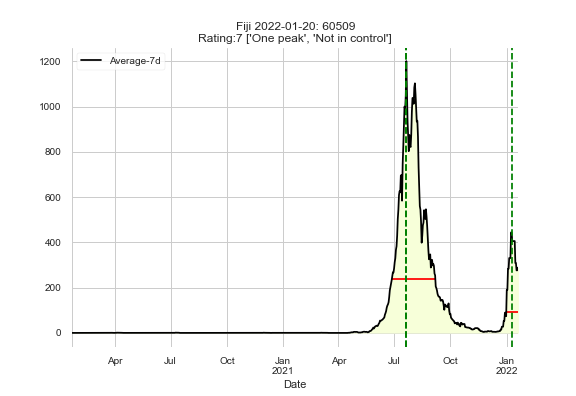 Fiji 2022-01-20: 60509
Rating:7 ['One peak', 'Not in control']
Average-7d
1200
1000
800
600
400
200
0
Apr Jul Oct Jan Apr Jul Oct Jan
2021 2022
Date